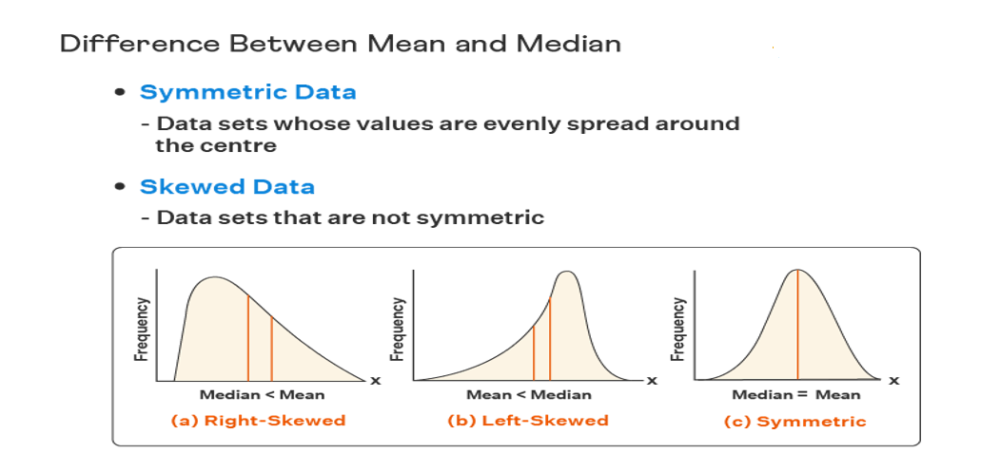 Difference Between Mean and Median
• Symmetric Data
- Data sets whose values are evenly spread around
the centre
• Skewed Data
- Data sets that are not symmetric
Frequency
x
Median < Mean
(a) Right-Skewed
Frequency
x
Mean < Median
(b) Left-Skewed
Frequency
x
Median = Mean
(c) Symmetric